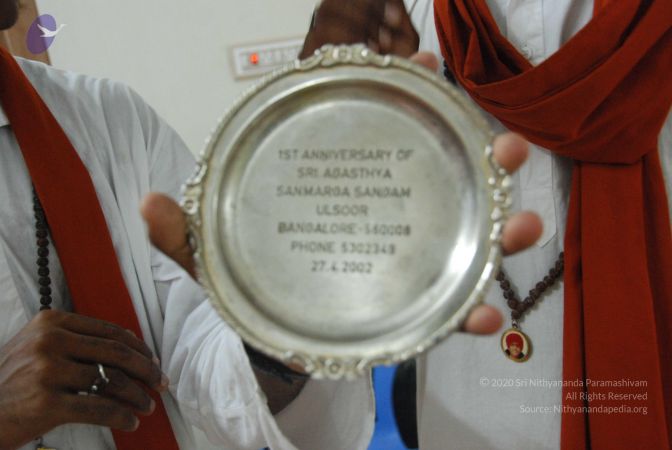 1ST ANNIVERSARY OF
SRI AGASTHYA
SANMARGA SANGAM
ULSOOR
BANGALORE-560008
PHONE 5302349
27.4.2002
© 2020 Sri Nithyananda Paramashivam
All Rights Reserved
Source: Nithyanandapedia.org